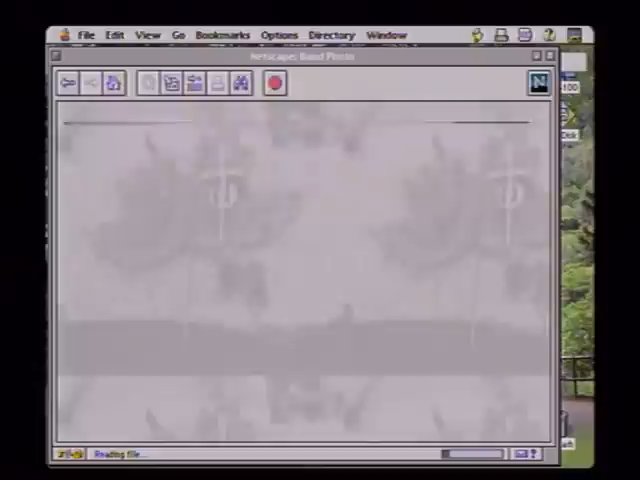 File Edit View Go Bookmarks Options Directory Window
Netscape: Band Photo
N
Reading file...